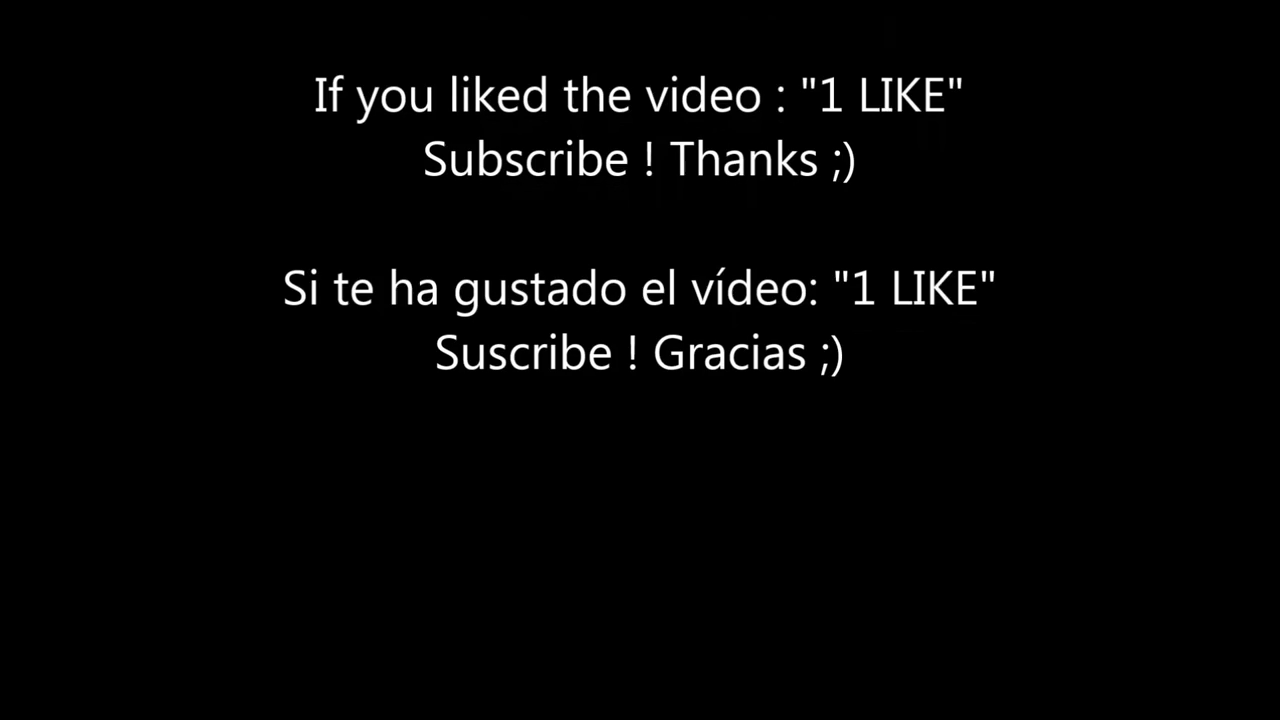 If you liked the video : "1 LIKE"
Subscribe ! Thanks ;)
Si te ha gustado el vídeo: "1 LIKE"
Suscribe ! Gracias ;)